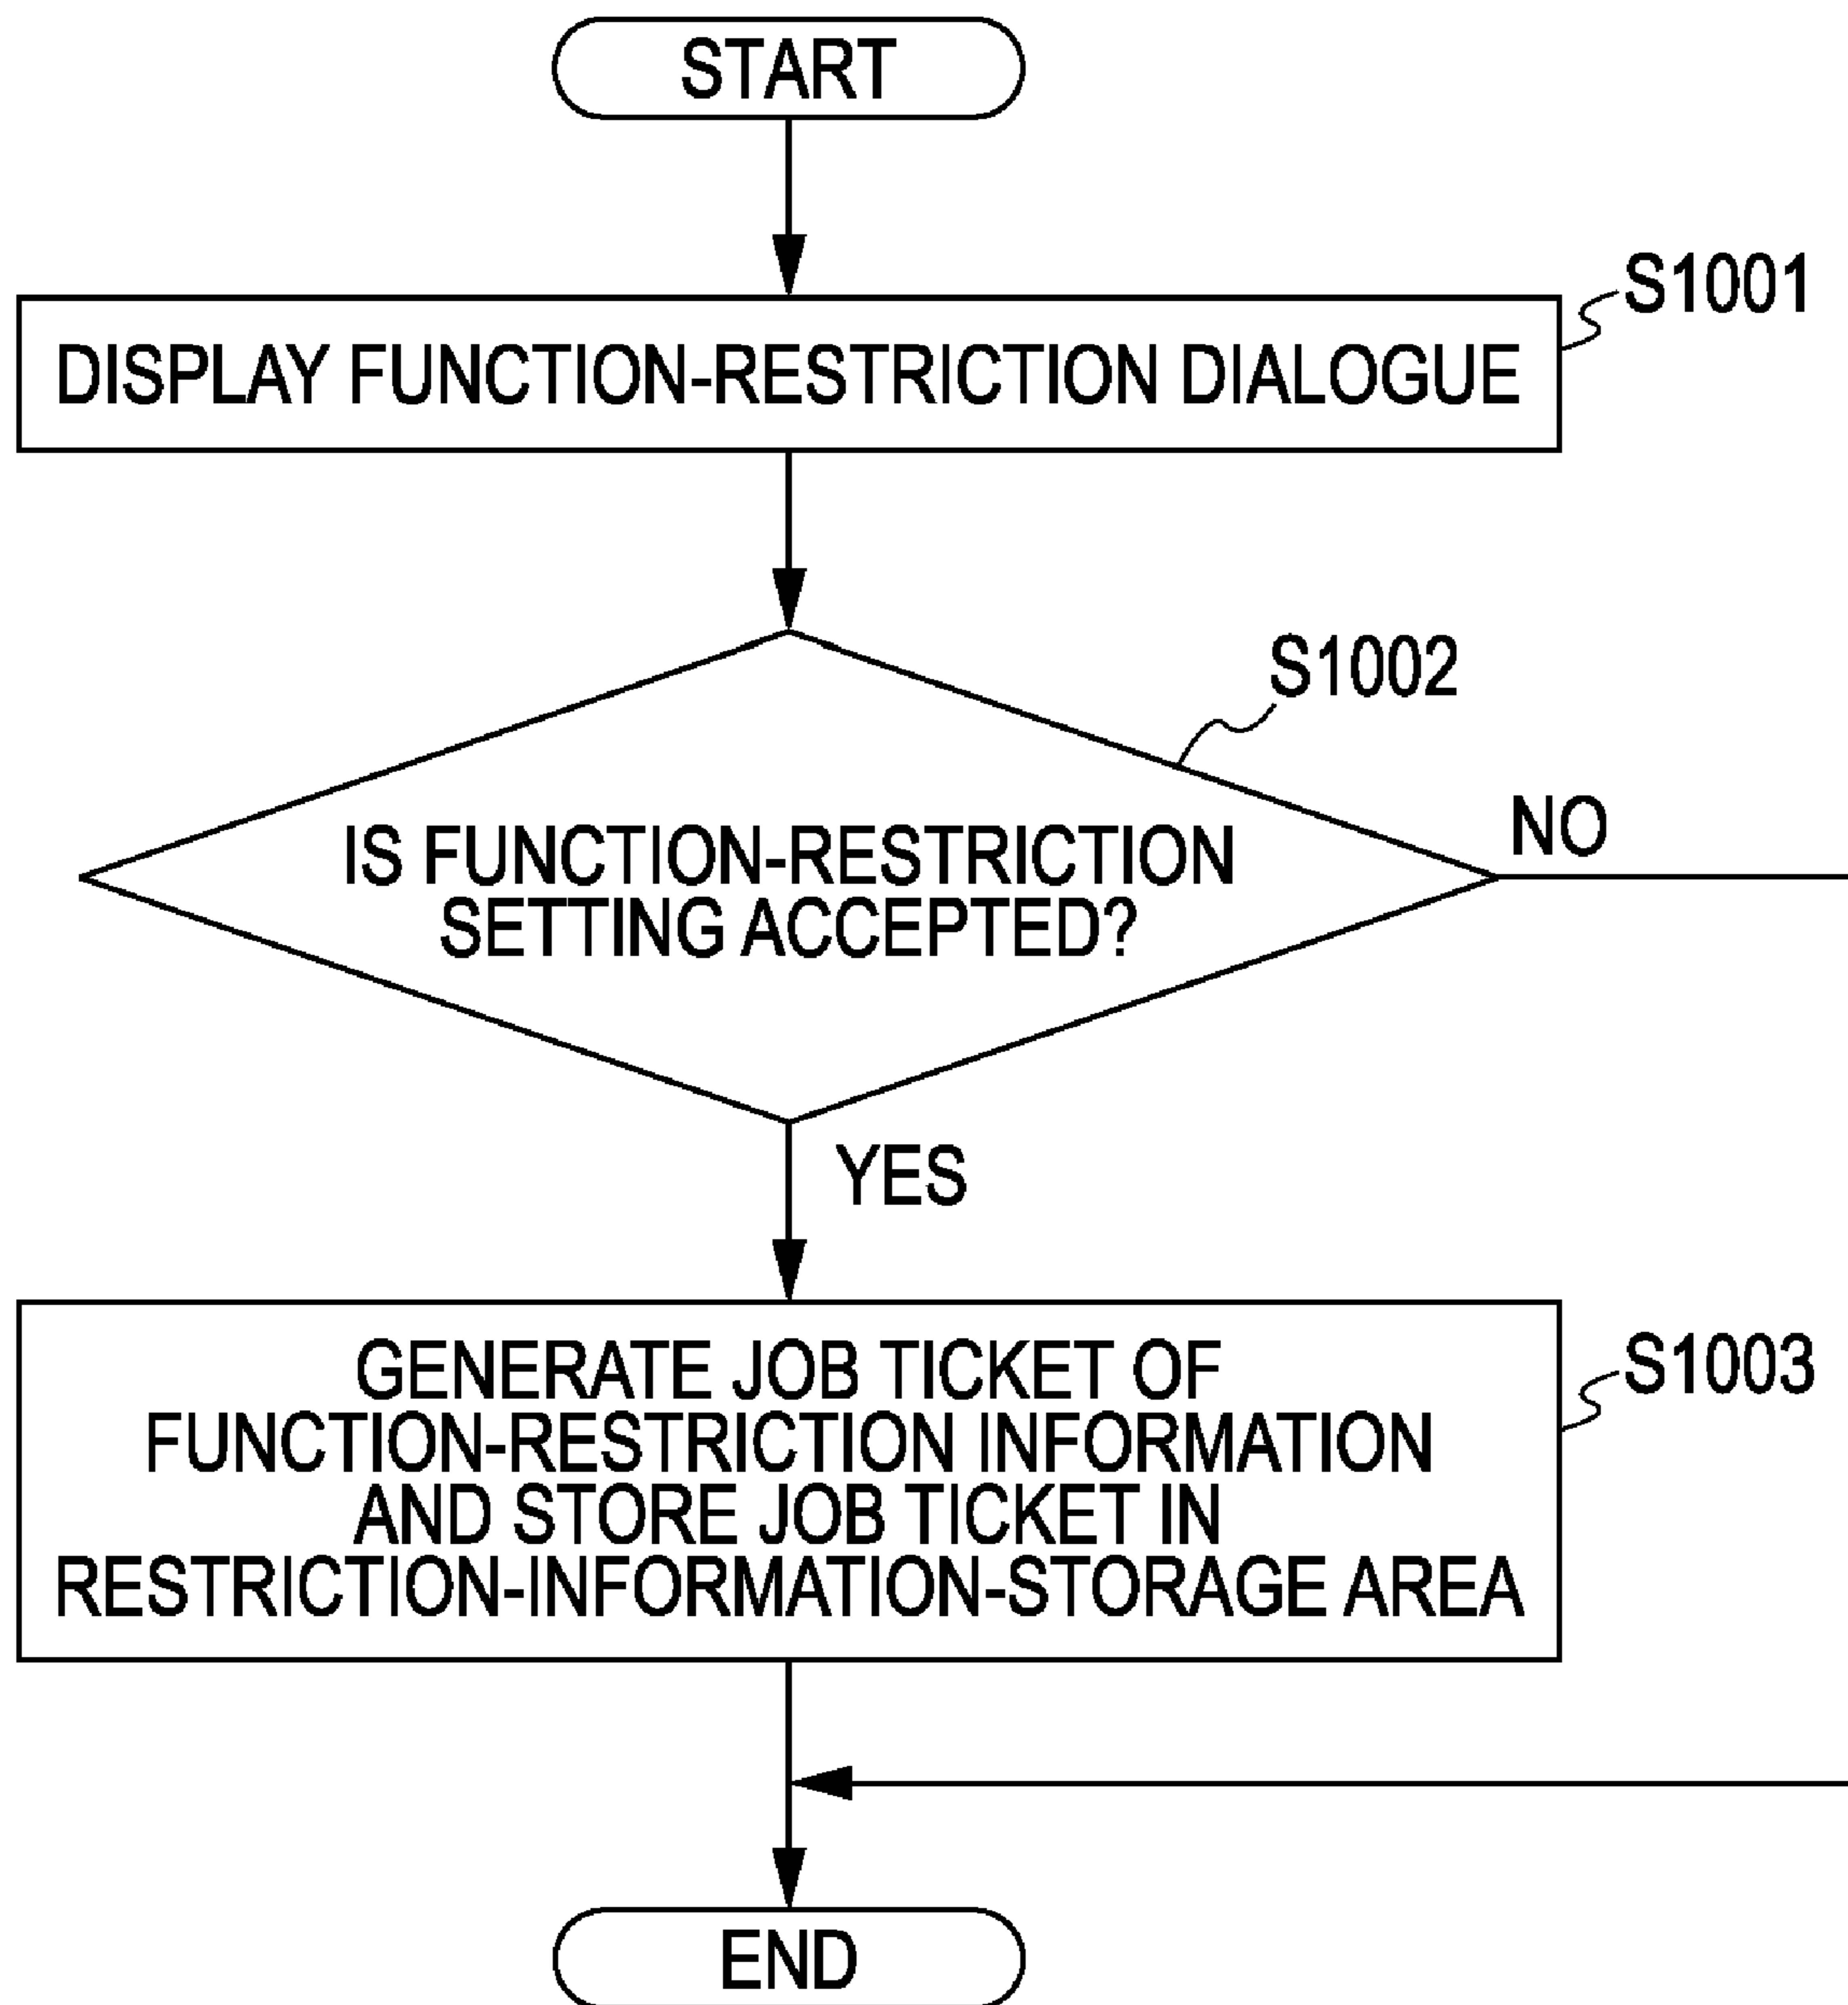 START
S1001
DISPLAY FUNCTION-RESTRICTION DIALOGUE
S1002
IS FUNCTION-RESTRICTION
SETTING ACCEPTED?
NO
YES
S1003
GENERATE JOB TICKET OF
FUNCTION-RESTRICTION INFORMATION
AND STORE JOB TICKET IN
RESTRICTION-INFORMATION-STORAGE AREA
END